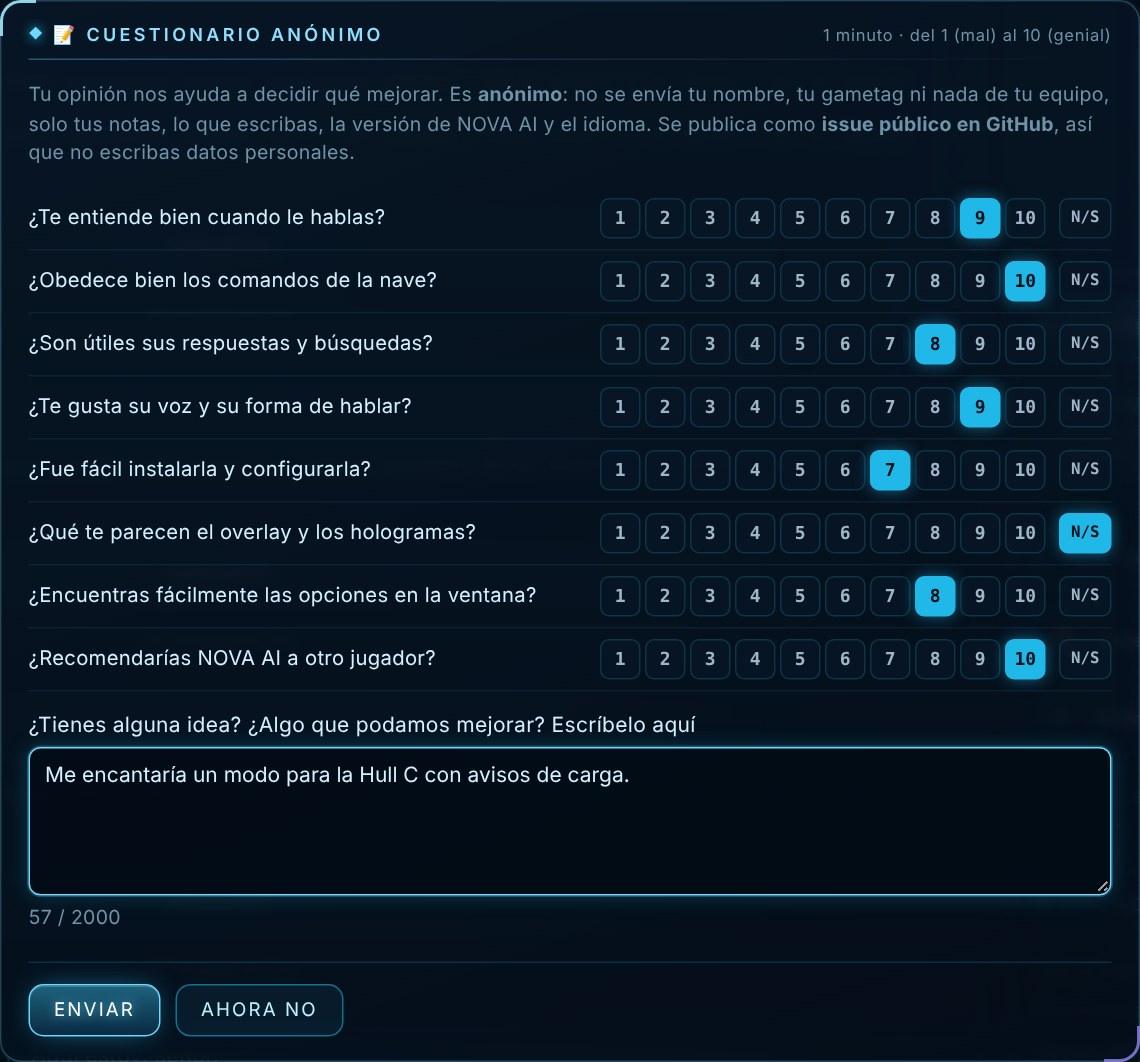 📝 CUESTIONARIO ANÓNIMO
1 minuto · del 1 (mal) al 10 (genial)
Tu opinión nos ayuda a decidir qué mejorar. Es anónimo: no se envía tu nombre, tu gametag ni nada de tu equipo,
solo tus notas, lo que escribas, la versión de NOVA AI y el idioma. Se publica como issue público en GitHub, así
que no escribas datos personales.
¿Te entiende bien cuando le hablas? 1 2 3 4 5 6 7 8 9 10 N/S
¿Obedece bien los comandos de la nave? 1 2 3 4 5 6 7 8 9 10 N/S
¿Son útiles sus respuestas y búsquedas? 1 2 3 4 5 6 7 8 9 10 N/S
¿Te gusta su voz y su forma de hablar? 1 2 3 4 5 6 7 8 9 10 N/S
¿Fue fácil instalarla y configurarla? 1 2 3 4 5 6 7 8 9 10 N/S
¿Qué te parecen el overlay y los hologramas? 1 2 3 4 5 6 7 8 9 10 N/S
¿Encuentras fácilmente las opciones en la ventana? 1 2 3 4 5 6 7 8 9 10 N/S
¿Recomendarías NOVA AI a otro jugador? 1 2 3 4 5 6 7 8 9 10 N/S
¿Tienes alguna idea? ¿Algo que podamos mejorar? Escríbelo aquí
Me encantaría un modo para la Hull C con avisos de carga.
57 / 2000
ENVIAR
AHORA NO